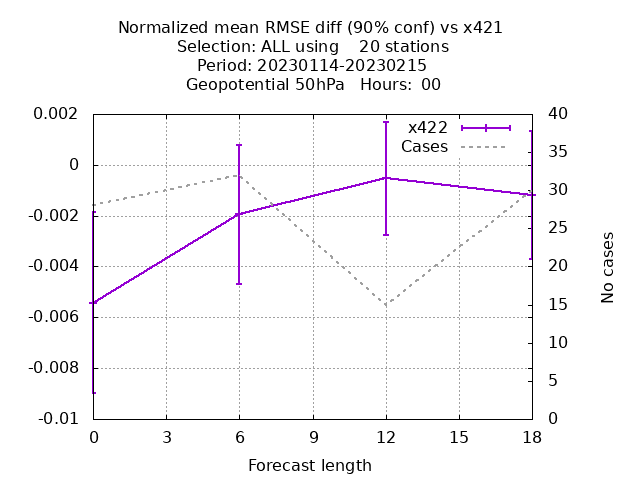 Normalized mean RMSE diff (90% conf) vs x421
Selection: ALL using    20 stations
Period: 20230114-20230215
Geopotential 50hPa   Hours:  00
0.002
0
-0.002
-0.004
-0.006
-0.008
-0.01
x422
Cases
40
35
30
25
20
15
10
5
0
No cases
0 3 6 9 12 15 18
Forecast length